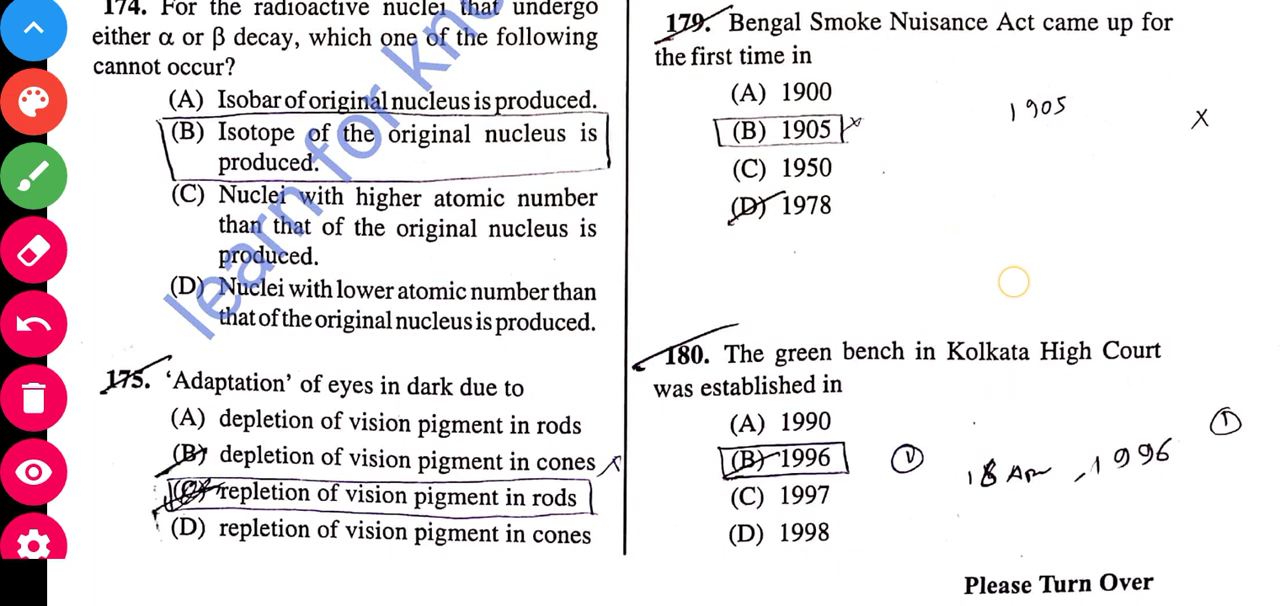 174. For the radioactive nuclei that undergo
either α or β decay, which one of the following
cannot occur?
(A) Isobar of original nucleus is produced.
(B) Isotope of the original nucleus is
produced.
(C) Nuclei with higher atomic number
than that of the original nucleus is
produced.
(D) Nuclei with lower atomic number than
that of the original nucleus is produced.
175. ‘Adaptation’ of eyes in dark due to
(A) depletion of vision pigment in rods
(B) depletion of vision pigment in cones
(C) repletion of vision pigment in rods
(D) repletion of vision pigment in cones
learn for kno
179. Bengal Smoke Nuisance Act came up for
the first time in
(A) 1900
(B) 1905
(C) 1950
(D) 1978
1905
X
180. The green bench in Kolkata High Court
was established in
(A) 1990
(B) 1996
(C) 1997
(D) 1998
18 Apr - 1996
Please Turn Over